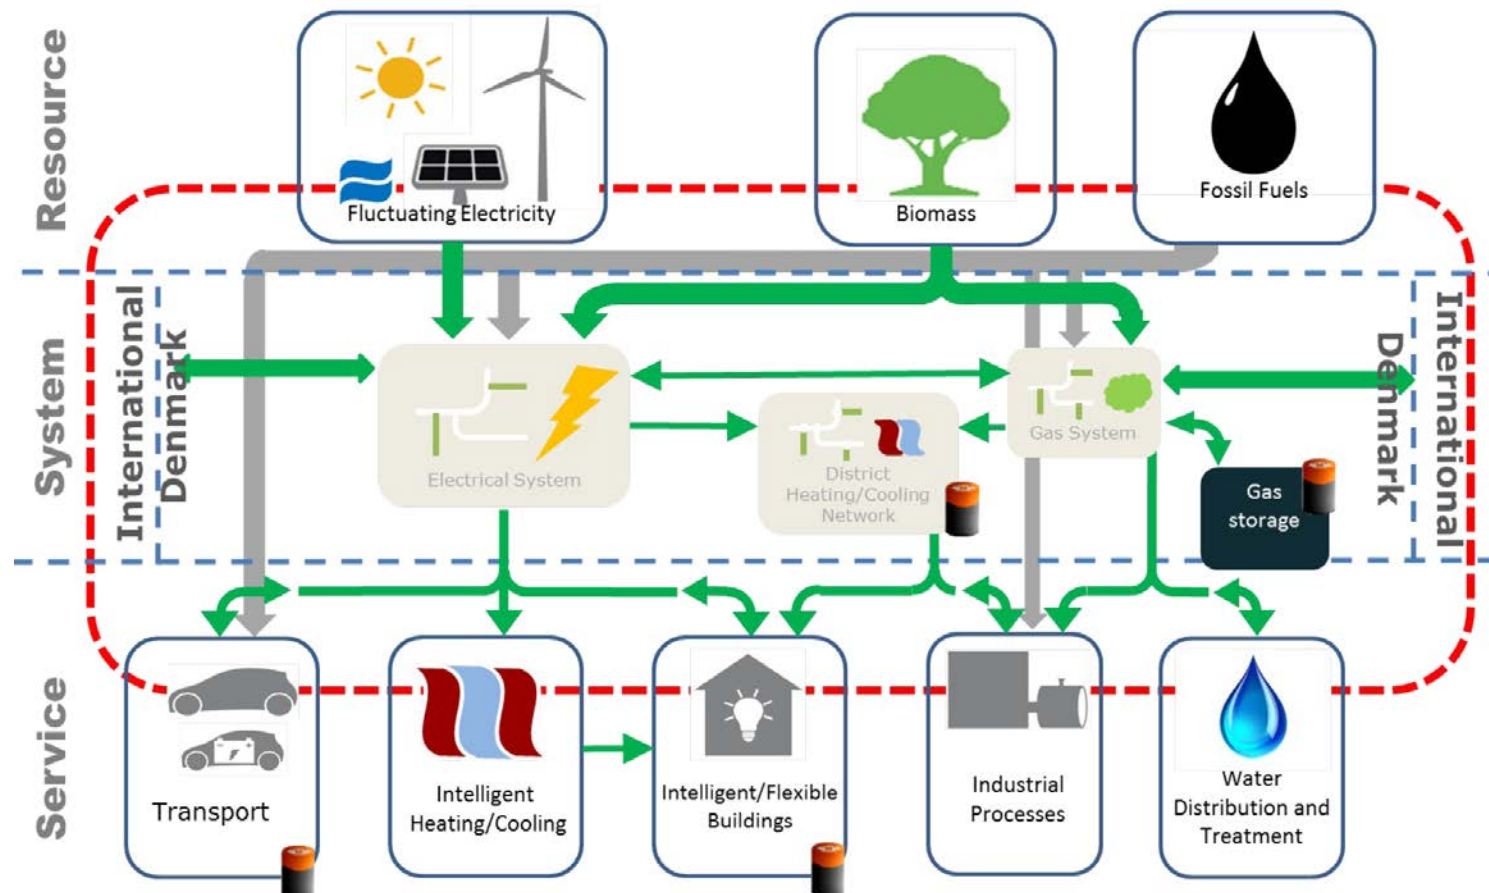 Resource
Fluctuating Electricity
Biomass
Fossil Fuels
System
International
Denmark
Electrical System
District
Heating/Cooling
Network
Gas System
Gas
storage
Denmark
International
Service
Transport
Intelligent
Heating/Cooling
Intelligent/Flexible
Buildings
Industrial
Processes
Water
Distribution and
Treatment